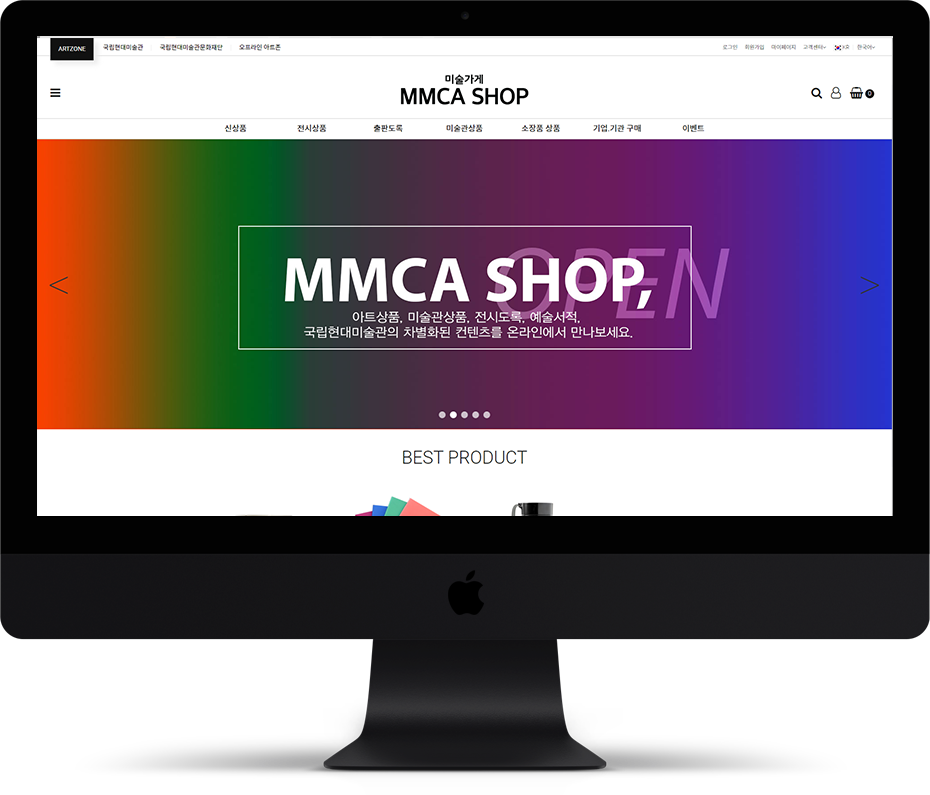 ARTZONE 국립현대미술관 국립현대미술관문화재단 오프라인 아트존 로그인 회원가입 마이페이지 고객센터 한국어
미술가게
MMCA SHOP
0
신상품 전시상품 출판도록 미술관상품 소장품 상품 기업.기관 구매 이벤트
OPEN
MMCA SHOP,
아트상품, 미술관상품, 전시도록, 예술서적,
국립현대미술관의 차별화된 컨텐츠를 온라인에서 만나보세요.
BEST PRODUCT